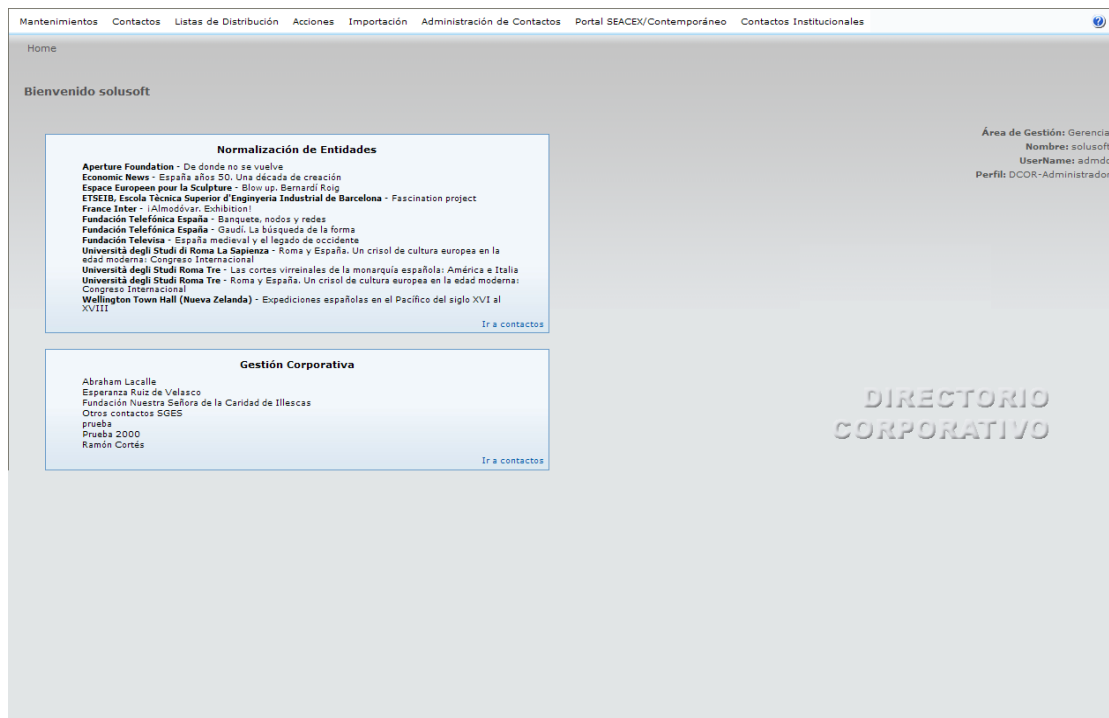 Mantenimientos Contactos Listas de Distribución Acciones Importación Administración de Contactos Portal SEACEX/Contemporáneo Contactos Institucionales ?
Home
Bienvenido solusoft
Área de Gestión: Gerencia
Nombre: solusoft
UserName: admdc
Perfil: DCOR-Administrador
Normalización de Entidades
Aperture Foundation - De donde no se vuelve
Economic News - España años 50. Una década de creación
Espace Europeen pour la Sculpture - Blow up. Bernardí Roig
ETSEIB, Escola Tècnica Superior d'Enginyeria Industrial de Barcelona - Fascination project
France Inter - ¡Almodóvar. Exhibition!
Fundación Telefónica España - Banquete, nodos y redes
Fundación Telefónica España - Gaudí. La búsqueda de la forma
Fundación Televisa - España medieval y el legado de occidente
Università degli Studi di Roma La Sapienza - Roma y España. Un crisol de cultura europea en la
edad moderna: Congreso Internacional
Università degli Studi Roma Tre - Las cortes virreinales de la monarquía española: América e Italia
Università degli Studi Roma Tre - Roma y España. Un crisol de cultura europea en la edad moderna:
Congreso Internacional
Wellington Town Hall (Nueva Zelanda) - Expediciones españolas en el Pacífico del siglo XVI al
XVIII
Ir a contactos
Gestión Corporativa
Abraham Lacalle
Esperanza Ruiz de Velasco
Fundación Nuestra Señora de la Caridad de Illescas
Otros contactos SGES
prueba
Prueba 2000
Ramón Cortés
Ir a contactos
DIRECTORIO
CORPORATIVO